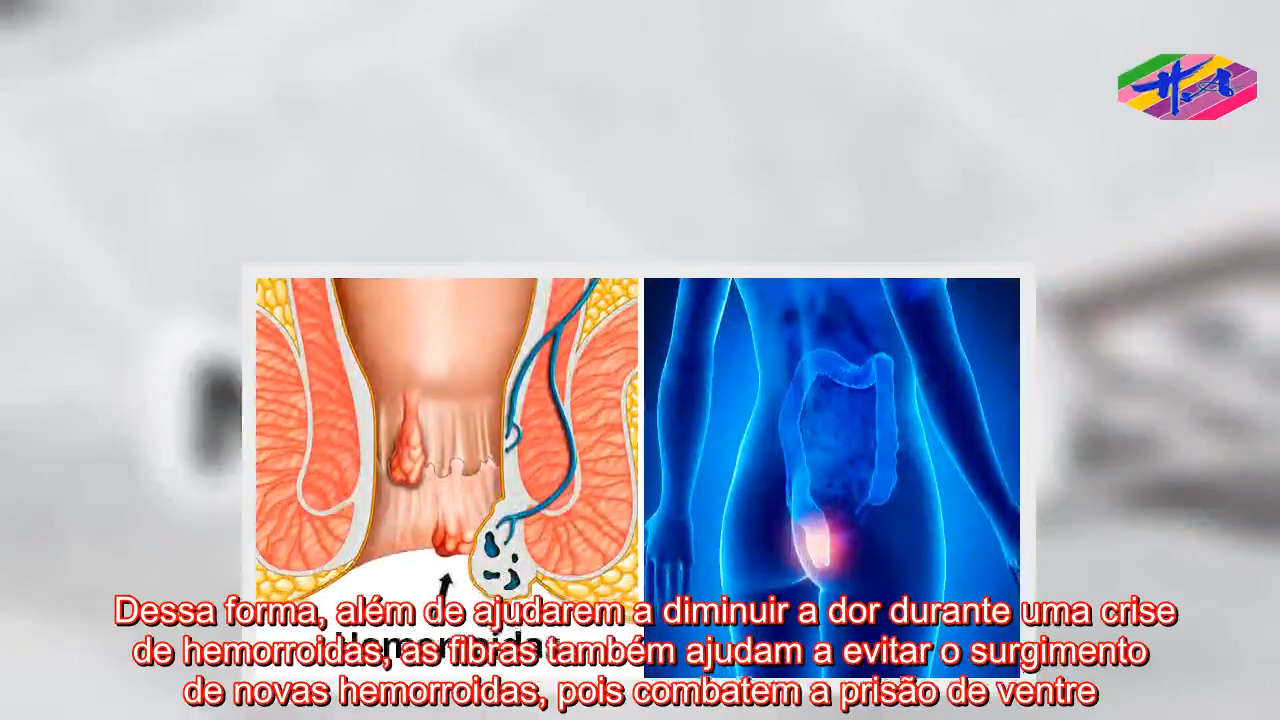 H.A
Dessa forma, além de ajudarem a diminuir a dor durante uma crise
de hemorroidas, as fibras também ajudam a evitar o surgimento
de novas hemorroidas, pois combatem a prisão de ventre